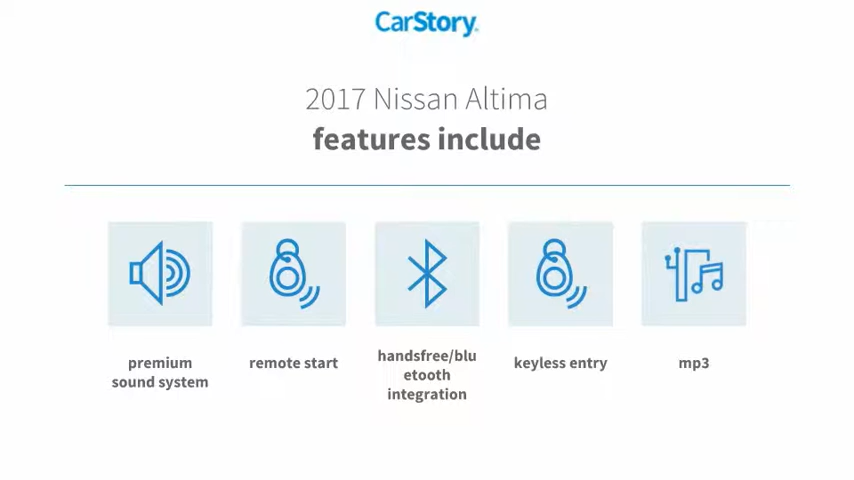 CarStory
2017 Nissan Altima
features include
premium
sound system
remote start
handsfree/blu
etooth
integration
keyless entry
mp3